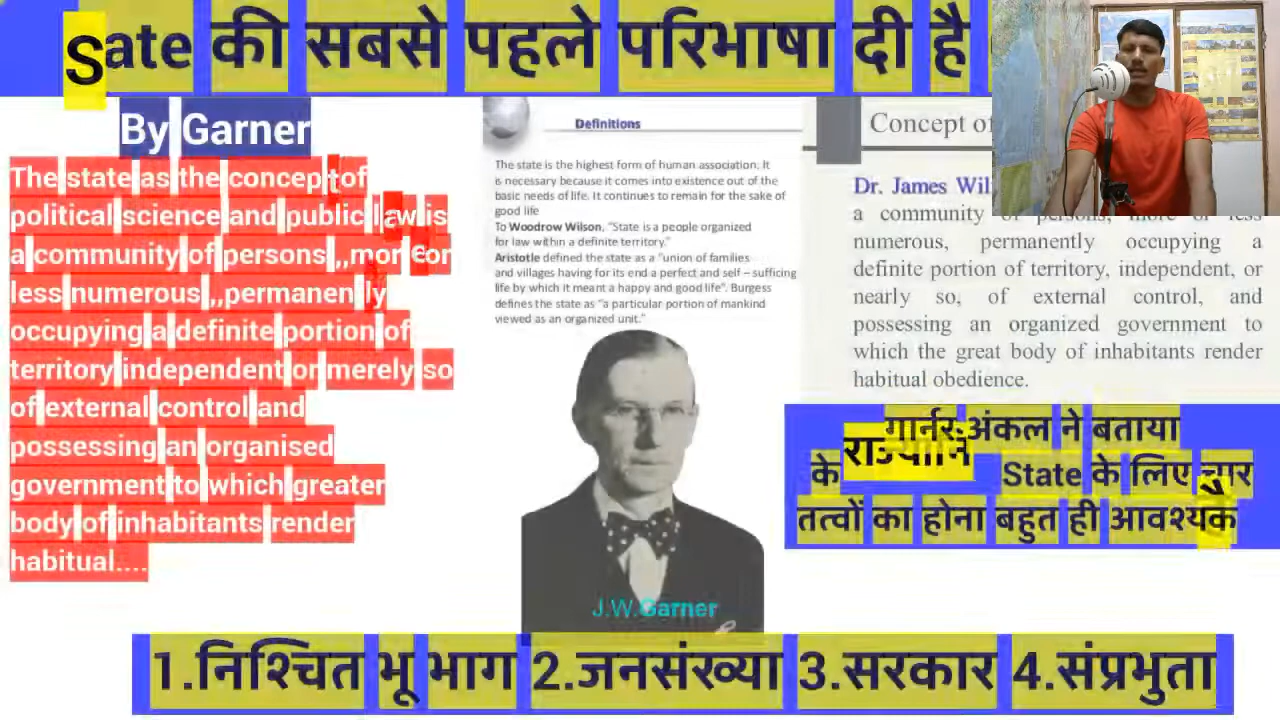 Sate की सबसे पहले परिभाषा दी है
By Garner
The state as the concept of
political science and public law is
a community of persons ,,more or
less numerous ,,permanently
occupying a definite portion of
territory independent or merely so
of external control and
possessing an organised
government to which greater
body of inhabitants render
habitual....
Definitions
The state is the highest form of human association. It
is necessary because it comes into existence out of the
basic needs of life. It continues to remain for the sake of
good life
To Woodrow Wilson, "State is a people organized
for law within a definite territory."
Aristotle defined the state as a "union of families
and villages having for its end a perfect and self – sufficing
life by which it meant a happy and good life". Burgess
defines the state as "a particular portion of mankind
viewed as an organized unit."
J.W.Garner
Concept of
Dr. James Wil
a community of persons, more or less
numerous, permanently occupying a
definite portion of territory, independent, or
nearly so, of external control, and
possessing an organized government to
which the great body of inhabitants render
habitual obedience.
गार्नर अंकल ने बताया
के State के लिए चार
तत्वों का होना बहुत ही आवश्यक
1.निश्चित भू भाग 2.जनसंख्या 3.सरकार 4.संप्रभुता